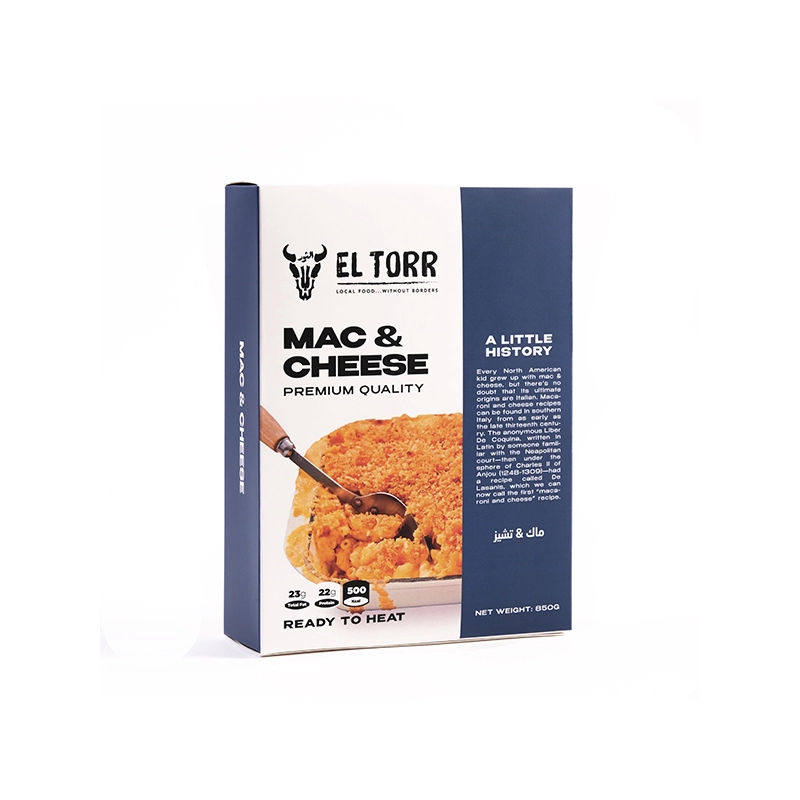 MAC & CHEESE
الثور
EL TORR
LOCAL FOOD...WITHOUT BORDERS
MAC &
CHEESE
PREMIUM QUALITY
23g
Total Fat
22g
Protein
500
Kcal
READY TO HEAT
A LITTLE
HISTORY
Every North American
kid grew up with mac &
cheese, but there's no
doubt that its ultimate
origins are Italian. Maca-
roni and cheese recipes
can be found in southern
Italy from as early as
the late thirteenth centu-
ry. The anonymous Liber
De Coquina, written in
Latin by someone famil-
iar with the Neapolitan
court—then under the
sphere of Charles II of
Anjou (1248-1309)—had
a recipe called De
Lasanis, which we can
now call the first "maca-
roni and cheese" recipe.
ماك & تشيز
NET WEIGHT: 850G